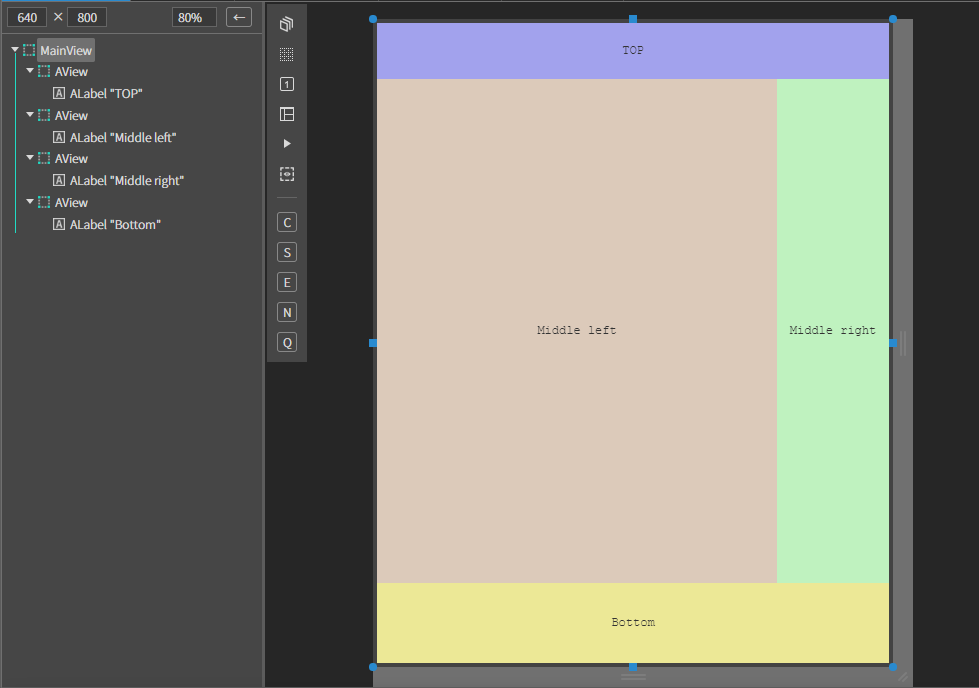 640 × 800 80% ←
MainView
AView
A ALabel "TOP"
AView
A ALabel "Middle left"
AView
A ALabel "Middle right"
AView
A ALabel "Bottom"
1
C
S
E
N
Q
TOP
Middle left Middle right
Bottom